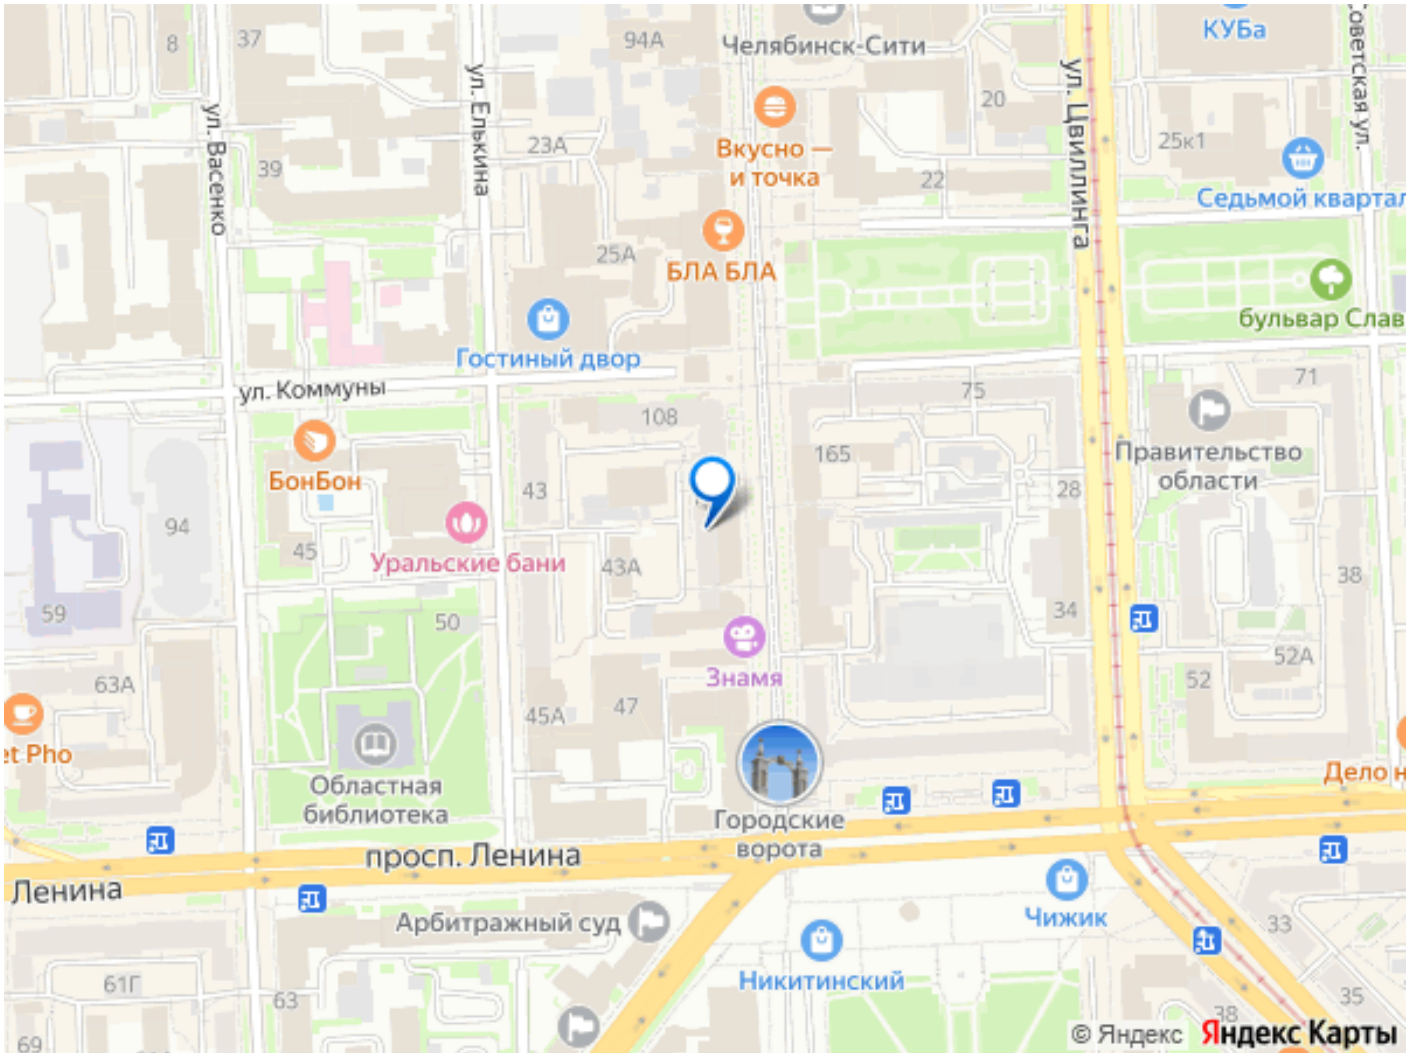 8
37
94А
Челябинск-Сити
КУБа
Советская ул.
ул. Елькина
ул. Цвиллинга
20
ул. Васенко
23А
Вкусно —
и точка
25к1
39
22
Седьмой квартал
25А
БЛА БЛА
бульвар Слав
Гостиный двор
ул. Коммуны
75
71
108
БонБон
165
Правительство
области
43
28
94
45
Уральские бани
43А
38
59
50
34
Знамя
52А
63А
52
45А
47
et Pho
Областная
библиотека
Дело н
Городские
ворота
просп. Ленина
Ленина
Арбитражный суд
Чижик
33
Никитинский
61Г
63
35
38
69
© Яндекс Яндекс Карты